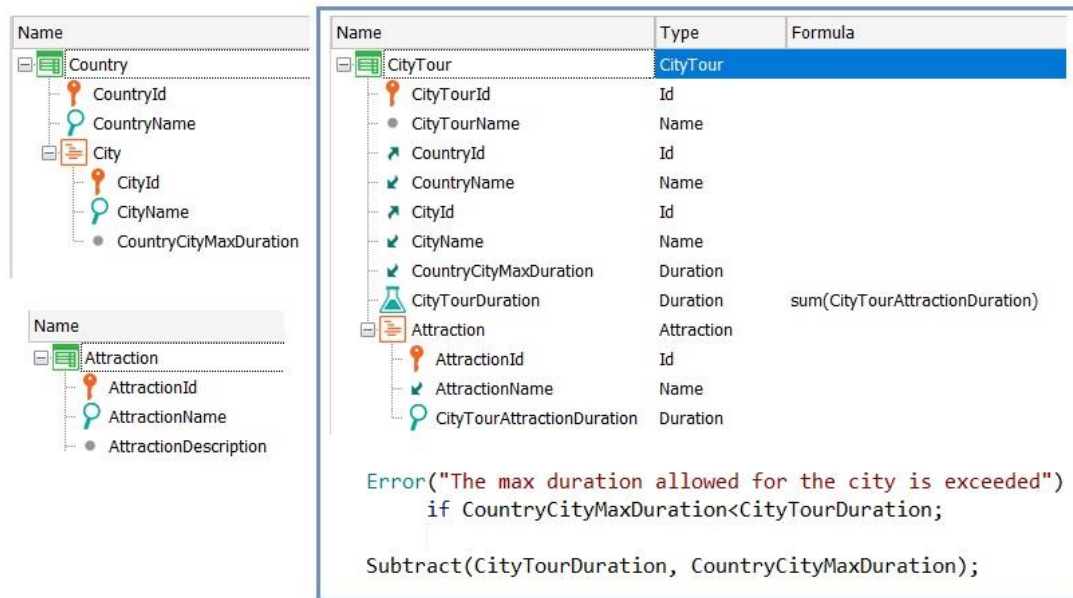 Name
Country
CountryId
CountryName
City
CityId
CityName
CountryCityMaxDuration
Name
Attraction
AttractionId
AttractionName
AttractionDescription
Name Type Formula
CityTour CityTour
CityTourId Id
CityTourName Name
CountryId Id
CountryName Name
CityId Id
CityName Name
CountryCityMaxDuration Duration
CityTourDuration Duration sum(CityTourAttractionDuration)
Attraction Attraction
AttractionId Id
AttractionName Name
CityTourAttractionDuration Duration
Error("The max duration allowed for the city is exceeded")
if CountryCityMaxDuration<CityTourDuration;
Subtract(CityTourDuration, CountryCityMaxDuration);